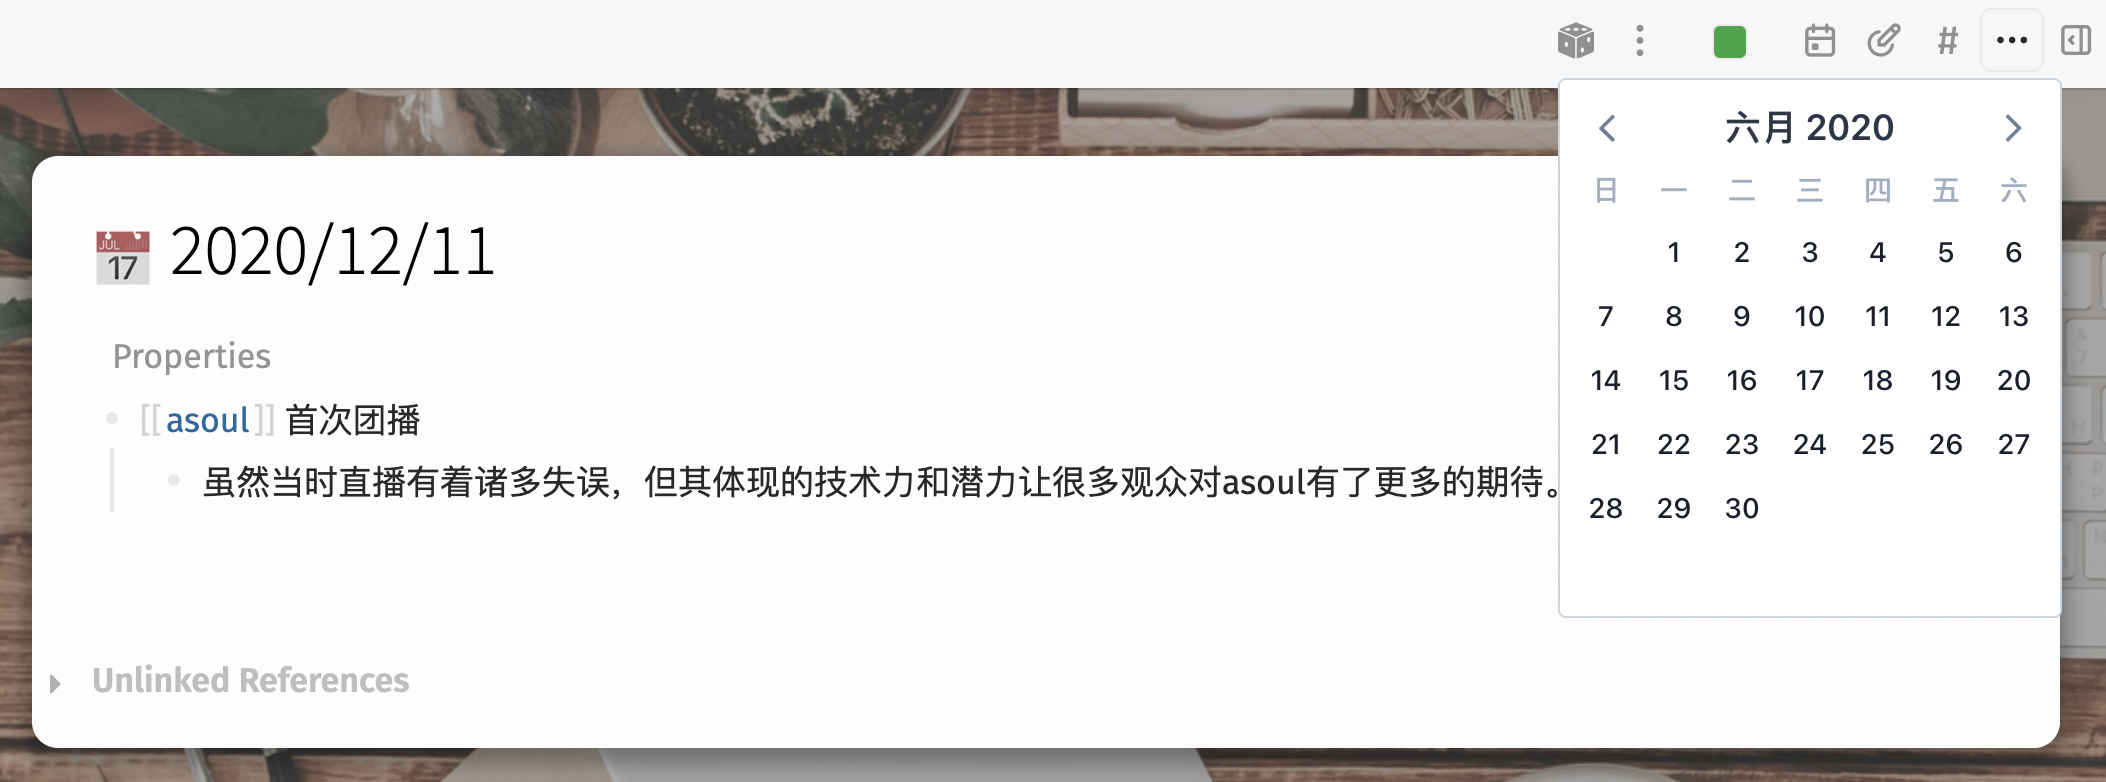 #
六月 2020
日 一 二 三 四 五 六
1 2 3 4 5 6
7 8 9 10 11 12 13
14 15 16 17 18 19 20
21 22 23 24 25 26 27
28 29 30
JUL
17
2020/12/11
Properties
[[asoul]] 首次团播
虽然当时直播有着诸多失误，但其体现的技术力和潜力让很多观众对asoul有了更多的期待。
Unlinked References